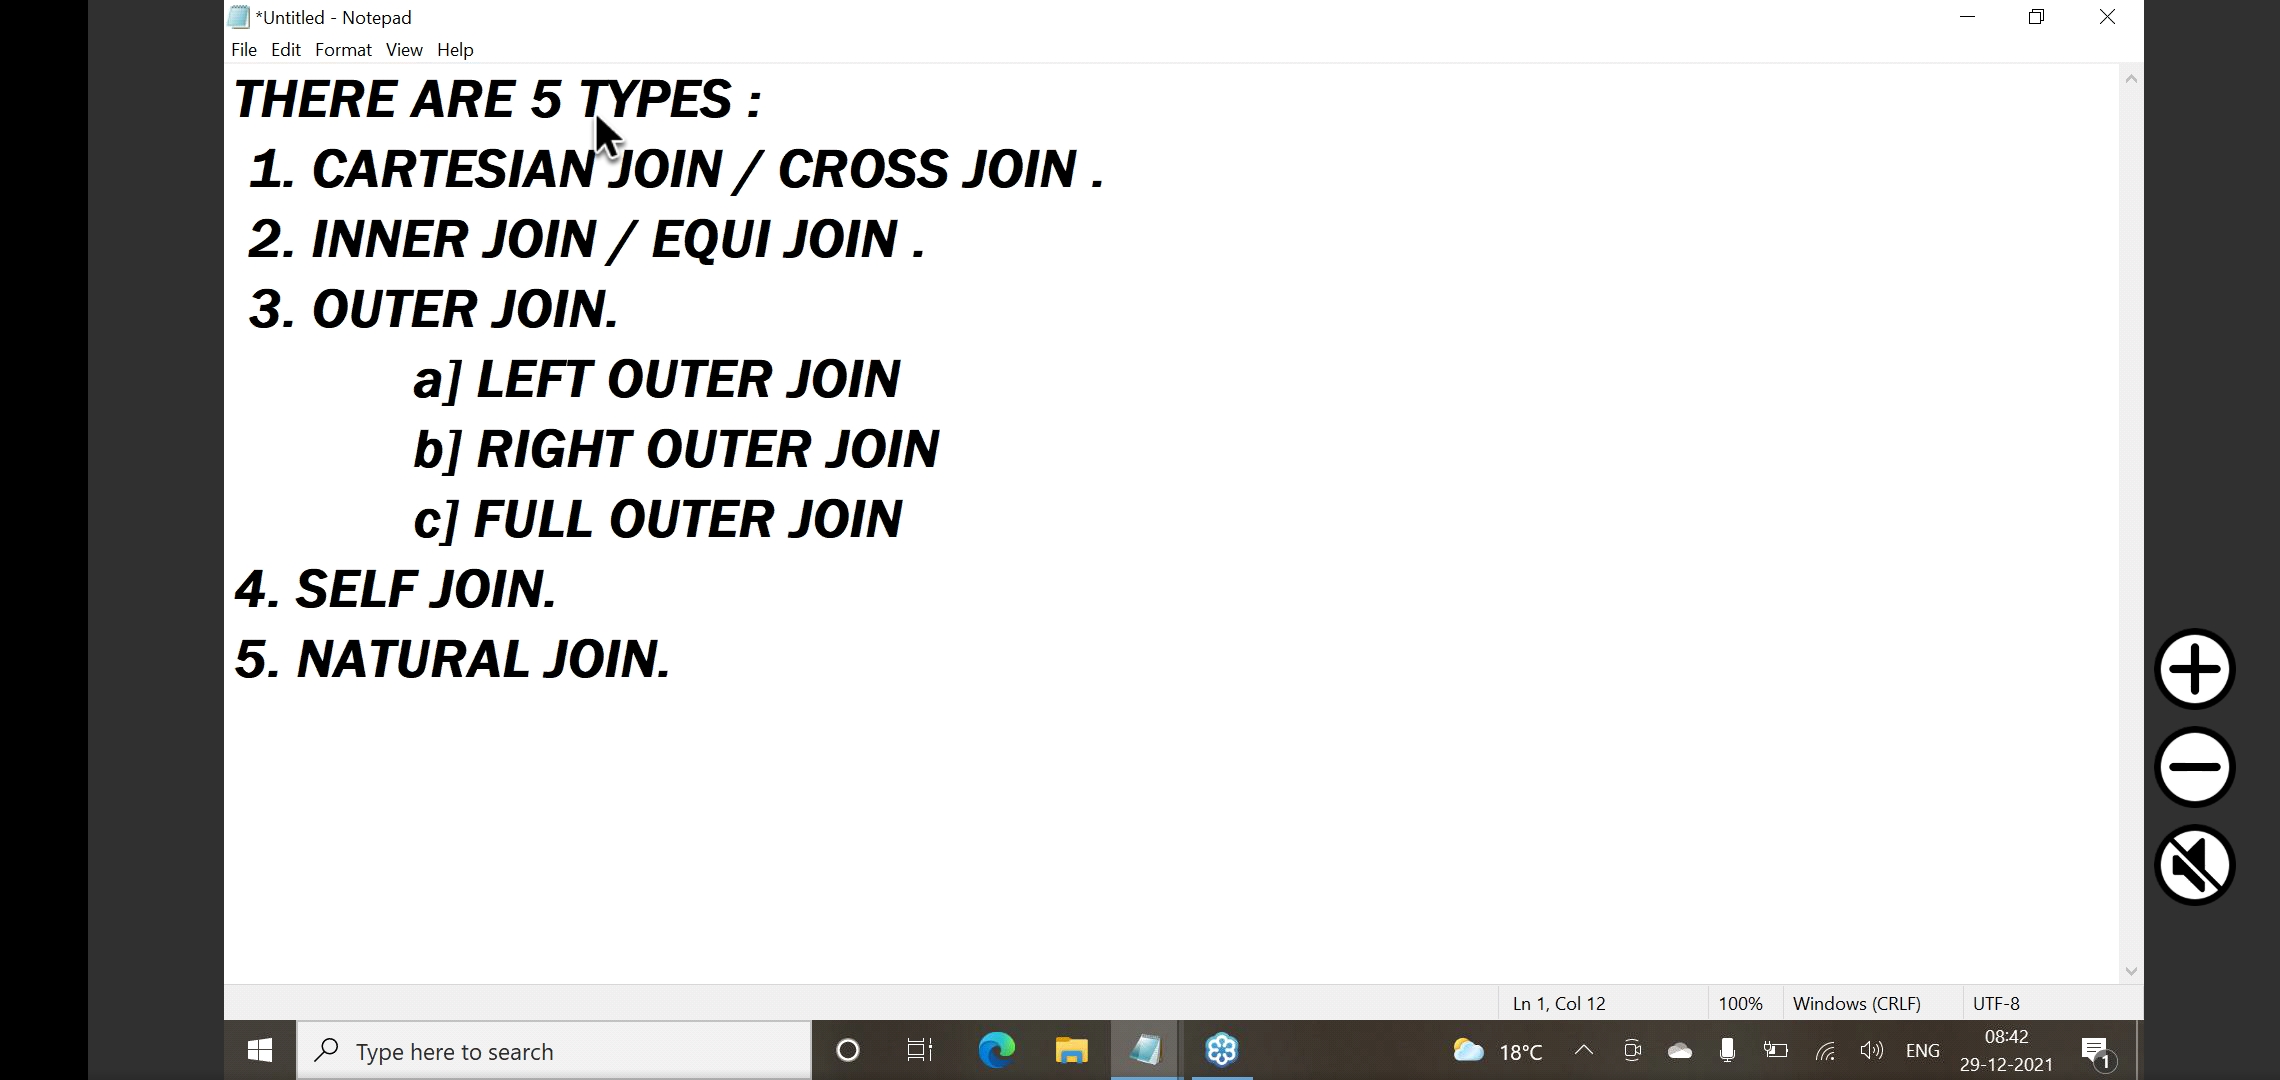 *Untitled - Notepad
File Edit Format View Help
THERE ARE 5 TYPES :
1. CARTESIAN JOIN / CROSS JOIN .
2. INNER JOIN / EQUI JOIN .
3. OUTER JOIN.
a] LEFT OUTER JOIN
b] RIGHT OUTER JOIN
c] FULL OUTER JOIN
4. SELF JOIN.
5. NATURAL JOIN.
Ln 1, Col 12 100% Windows (CRLF) UTF-8
Type here to search 18°C ENG 08:42
29-12-2021 1